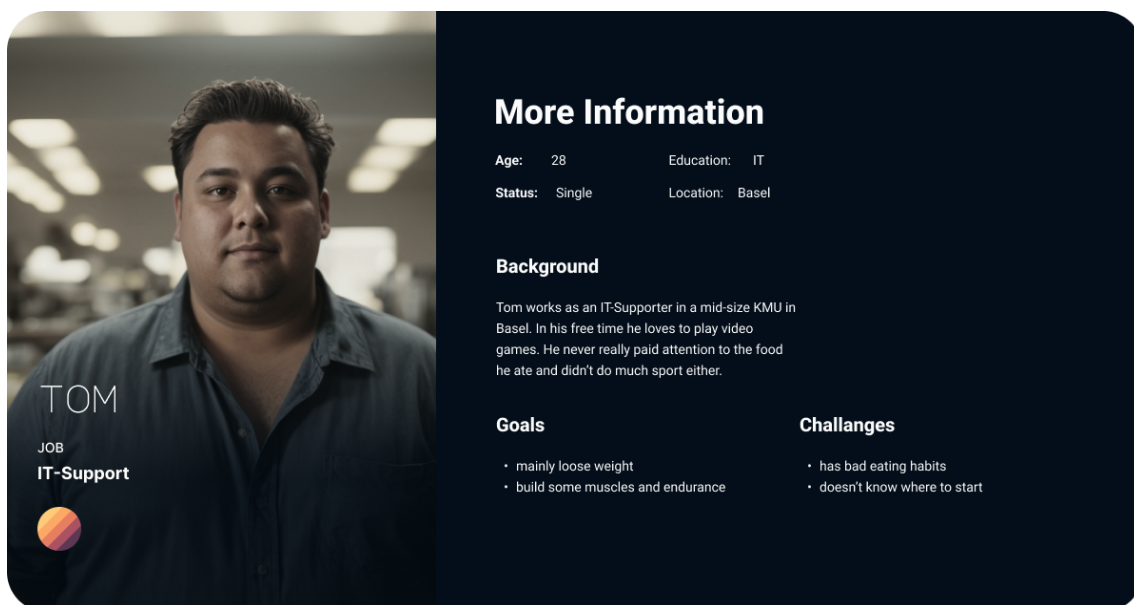 TOM
JOB
IT-Support
More Information
Age: 28
Education: IT
Status: Single
Location: Basel
Background
Tom works as an IT-Supporter in a mid-size KMU in
Basel. In his free time he loves to play video
games. He never really paid attention to the food
he ate and didn't do much sport either.
Goals
• mainly loose weight
• build some muscles and endurance
Challanges
• has bad eating habits
• doesn't know where to start